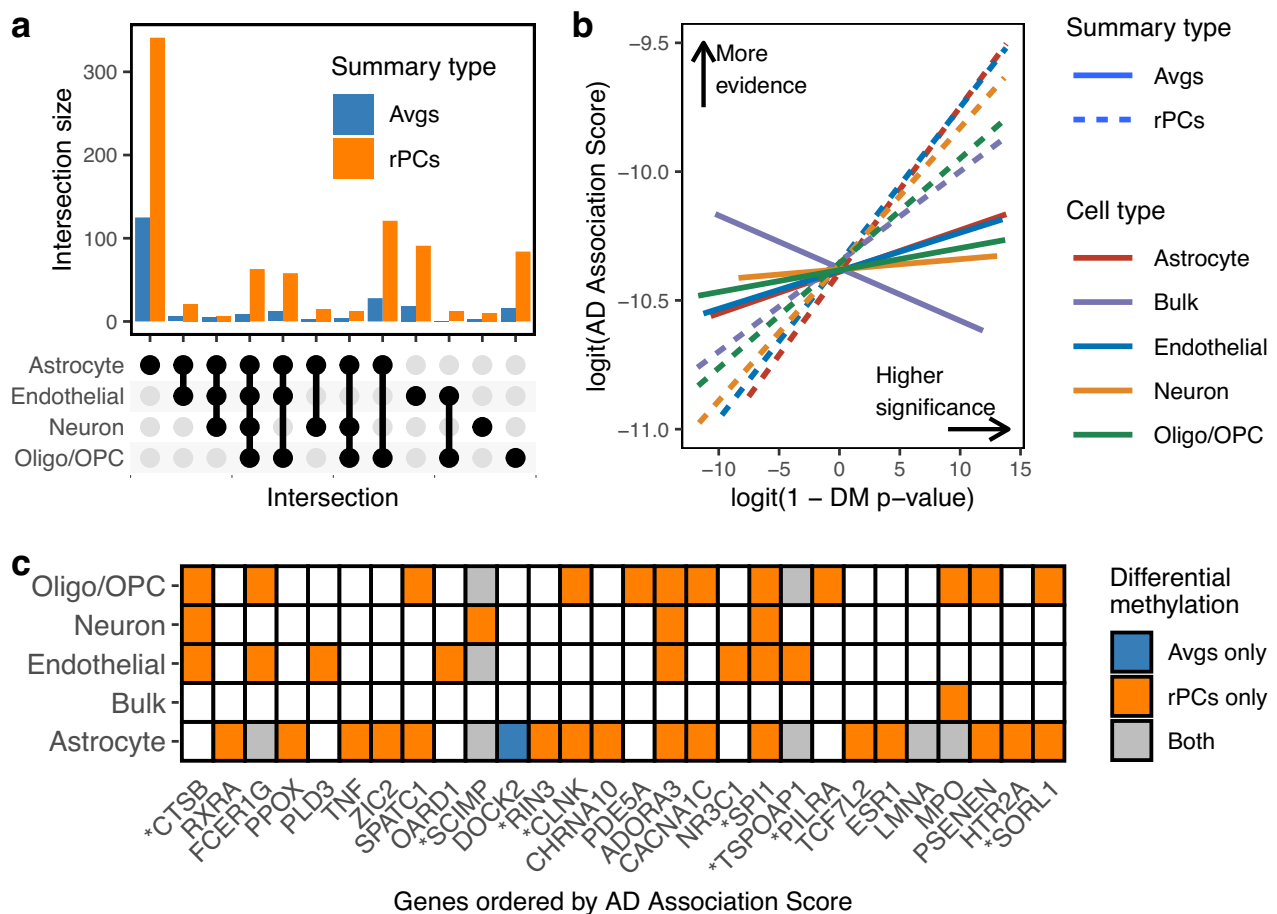 a
Intersection size
300
200
100
0
Summary type
Avgs
rPCs
Astrocyte
Endothelial
Neuron
Oligo/OPC
Intersection
b
logit(AD Association Score)
−9.5
−10.0
−10.5
−11.0
More
evidence
Higher
significance
−10
−5
0
5
10
15
logit(1 − DM p−value)
Summary type
Avgs
rPCs
Cell type
Astrocyte
Bulk
Endothelial
Neuron
Oligo/OPC
c
Oligo/OPC
Neuron
Endothelial
Bulk
Astrocyte
*CTSB
RXRA
FCER1G
PPOX
PLD3
TNF
ZIC2
SPATC1
OARD1
*SCIMP
DOCK2
*RIN3
*CLNK
CHRNA10
PDE5A
ADORA3
CACNA1C
NR3C1
*SPI1
*TSPOAP1
*PILRA
TCF7L2
ESR1
LMNA
MPO
PSENEN
HTR2A
*SORL1
Genes ordered by AD Association Score
Differential
methylation
Avgs only
rPCs only
Both